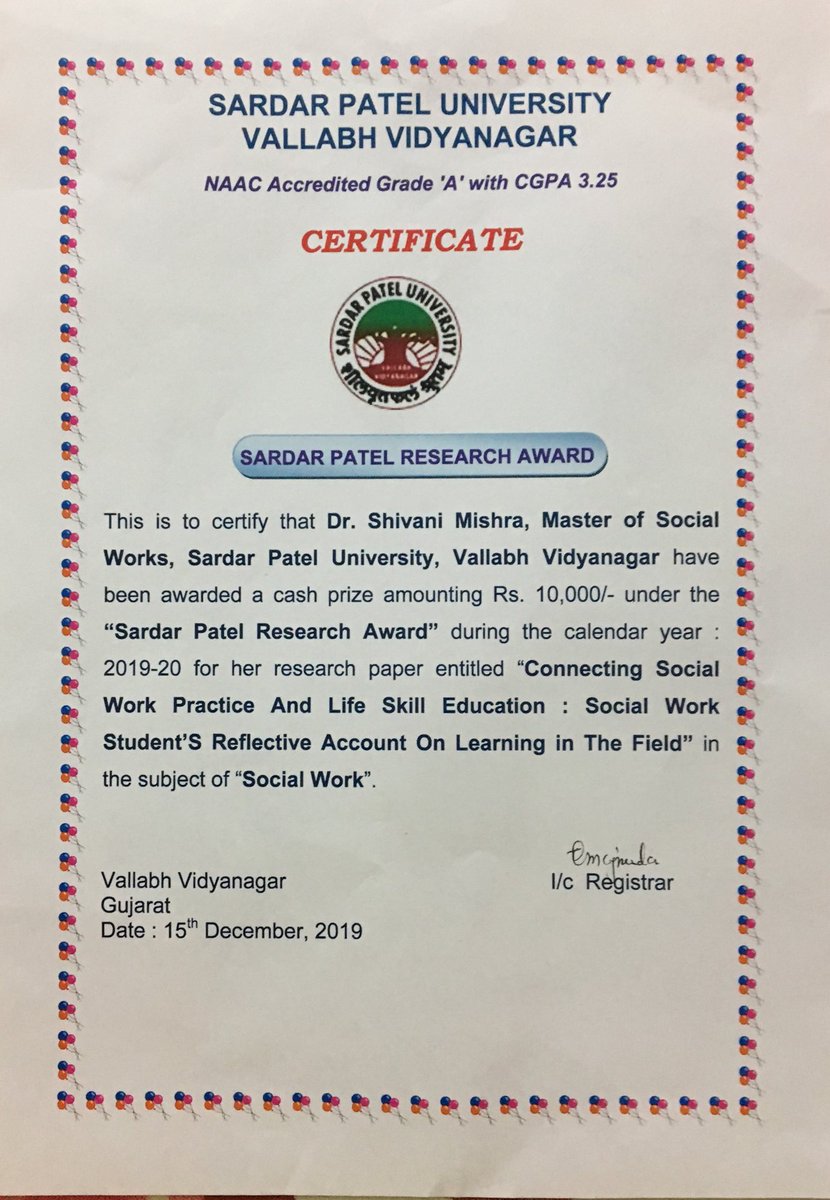 SARDAR PATEL UNIVERSITY
VALLABH VIDYANAGAR
NAAC Accredited Grade 'A' with CGPA 3.25
CERTIFICATE
SARDAR PATEL UNIVERSITY
VALLABH
VIDYANAGAR
शीलवृत्तफलं श्रुतम्
SARDAR PATEL RESEARCH AWARD
This is to certify that Dr. Shivani Mishra, Master of Social
Works, Sardar Patel University, Vallabh Vidyanagar have
been awarded a cash prize amounting Rs. 10,000/- under the
“Sardar Patel Research Award” during the calendar year :
2019-20 for her research paper entitled “Connecting Social
Work Practice And Life Skill Education : Social Work
Student’S Reflective Account On Learning in The Field” in
the subject of “Social Work”.
I/c Registrar
Vallabh Vidyanagar
Gujarat
Date : 15th December, 2019